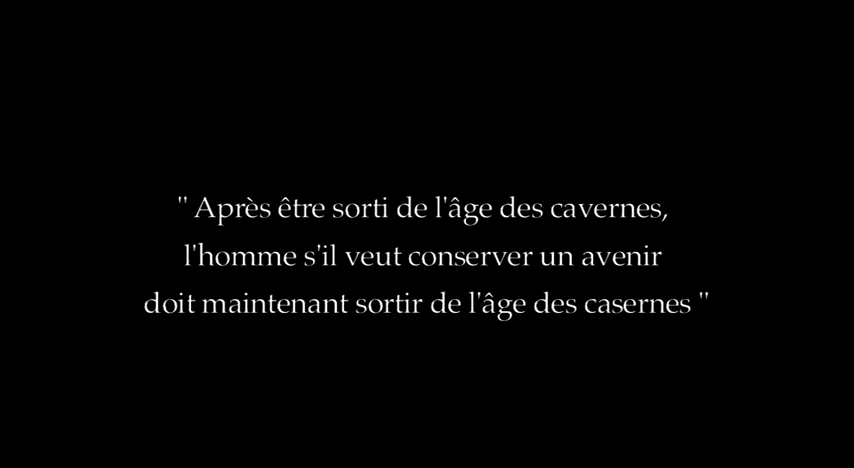 " Après être sorti de l'âge des cavernes,
l'homme s'il veut conserver un avenir
doit maintenant sortir de l'âge des casernes "